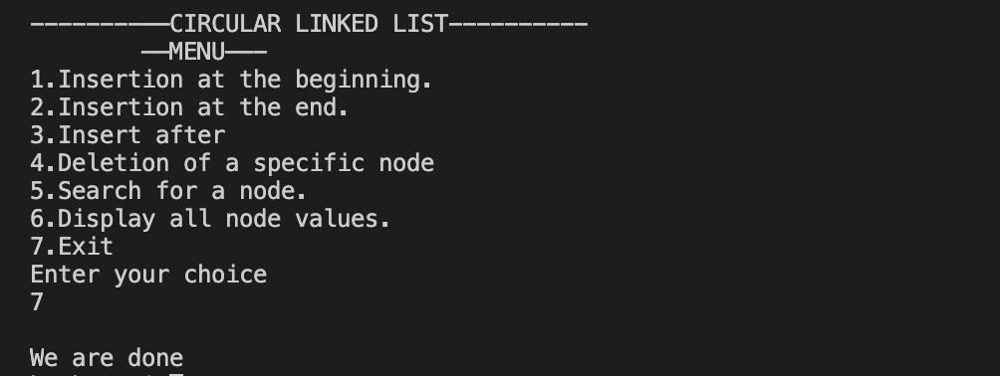 ----------CIRCULAR LINKED LIST----------
--MENU---
1.Insertion at the beginning.
2.Insertion at the end.
3.Insert after
4.Deletion of a specific node
5.Search for a node.
6.Display all node values.
7.Exit
Enter your choice
7
We are done